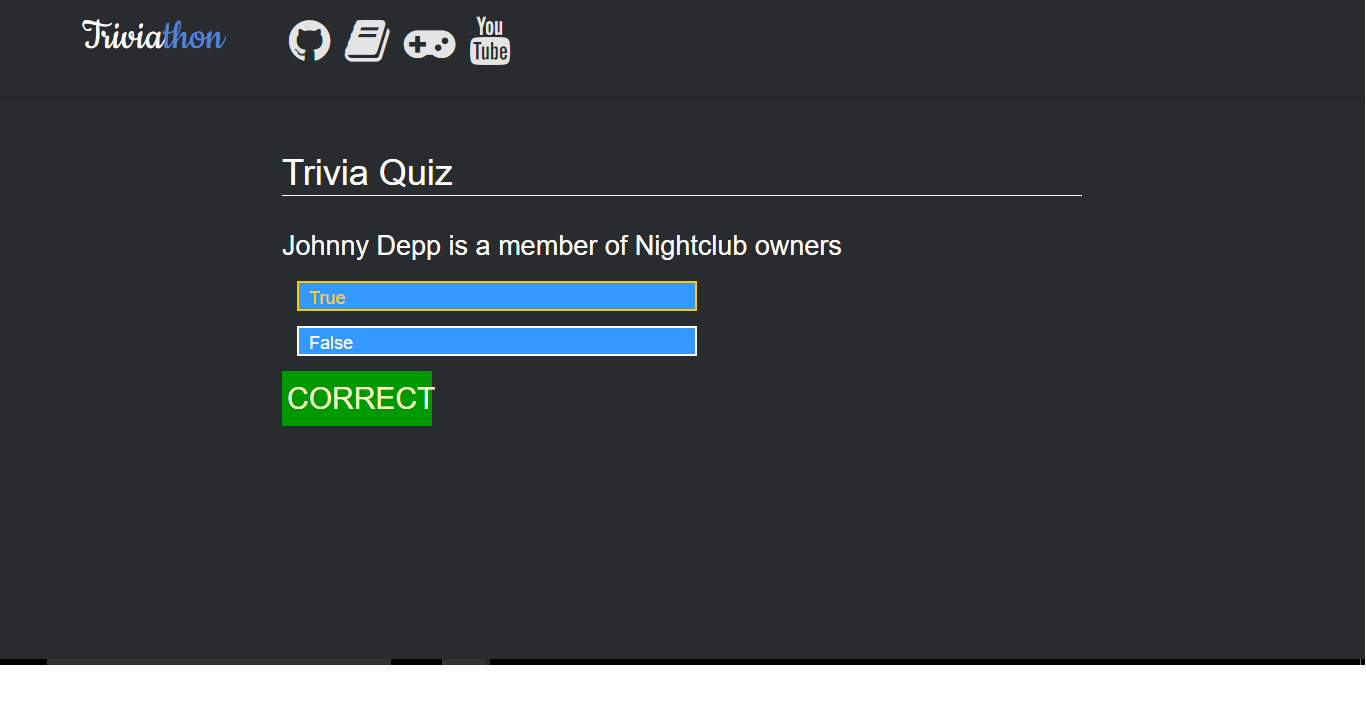 Triviathon
You
Tube
Trivia Quiz
Johnny Depp is a member of Nightclub owners
True
False
CORRECT